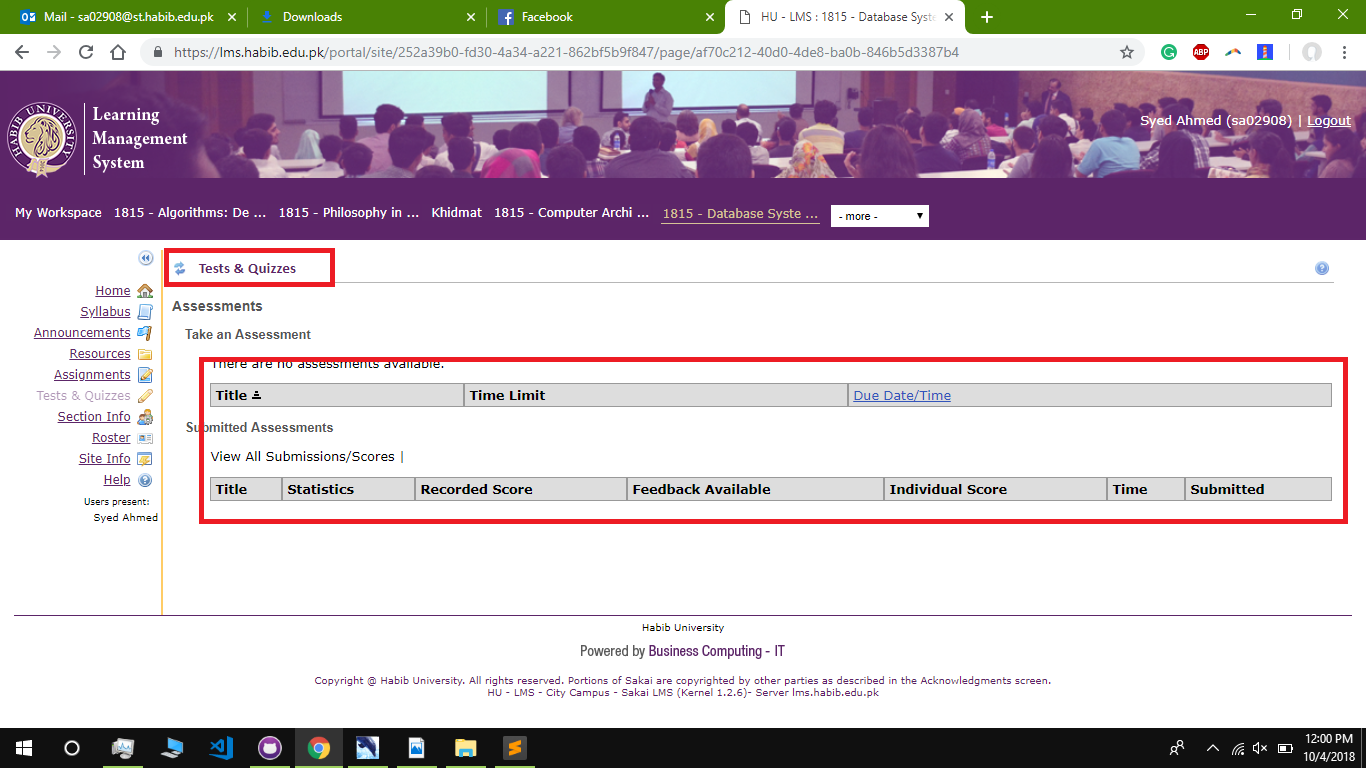 Mail - sa02908@st.habib.edu.pk
Downloads
Facebook
HU - LMS : 1815 - Database Syste
https://lms.habib.edu.pk/portal/site/252a39b0-fd30-4a34-a221-862bf5b9f847/page/af70c212-40d0-4de8-ba0b-846b5d3387b4
ABP
HABIB UNIVERSITY
Learning
Management
System
Syed Ahmed (sa02908) | Logout
My Workspace 1815 - Algorithms: De ... 1815 - Philosophy in ... Khidmat 1815 - Computer Archi ... 1815 - Database Syste ... - more -
Tests & Quizzes
Home
Syllabus
Announcements
Resources
Assignments
Tests & Quizzes
Section Info
Roster
Site Info
Help
Users present:
Syed Ahmed
Assessments
Take an Assessment
There are no assessments available.
Title Time Limit Due Date/Time
Submitted Assessments
View All Submissions/Scores |
Title Statistics Recorded Score Feedback Available Individual Score Time Submitted
Habib University
Powered by Business Computing - IT
Copyright @ Habib University. All rights reserved. Portions of Sakai are copyrighted by other parties as described in the Acknowledgments screen.
HU - LMS - City Campus - Sakai LMS (Kernel 1.2.6)- Server lms.habib.edu.pk
12:00 PM
10/4/2018